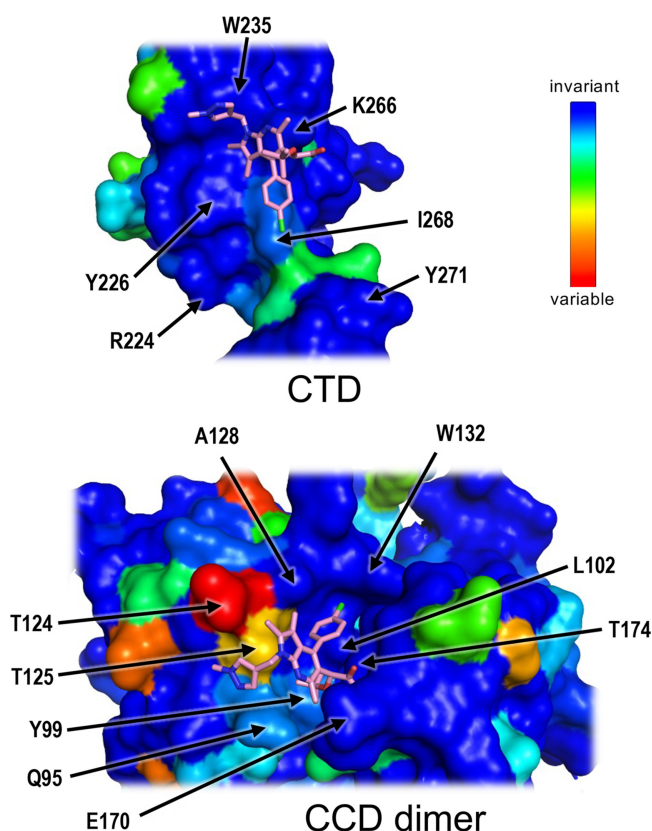 W235
invariant
K266
I268
Y226
Y271
variable
R224
CTD
A128
W132
L102
T124
T174
T125
Y99
Q95
E170
CCD dimer